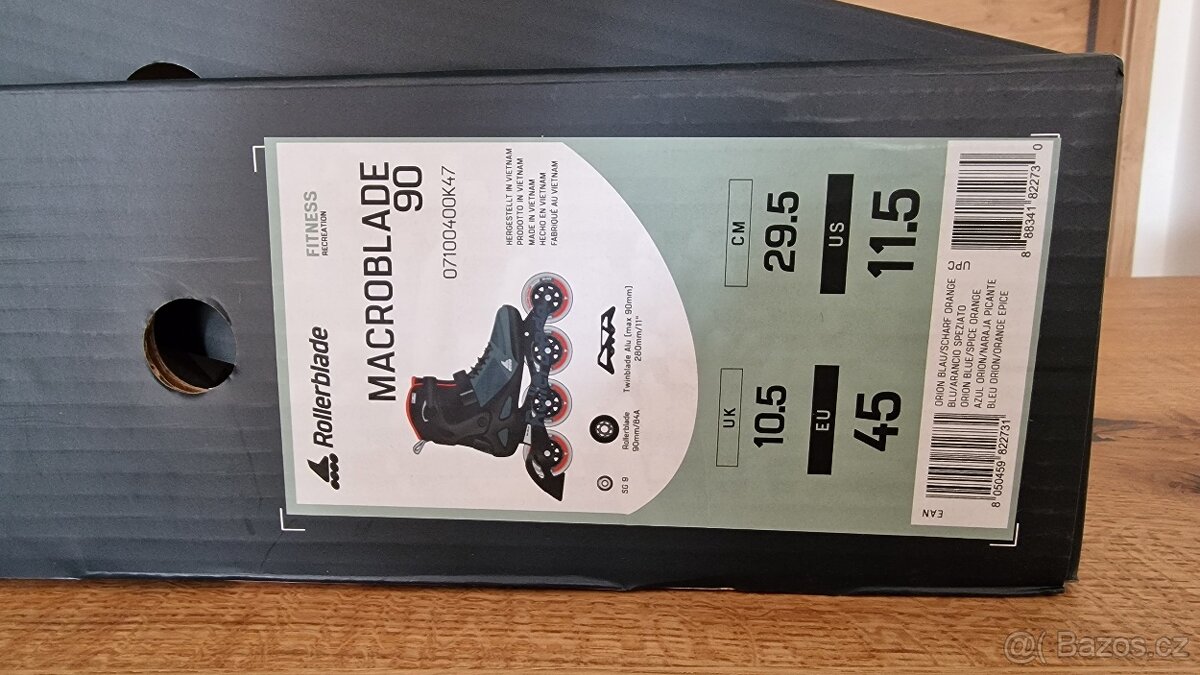 Rollerblade
FITNESS
RECREATION
MACROBLADE
90
07100400K47
HERGESTELLT IN VIETNAM
PRODOTTO IN VIETNAM
MADE IN VIETNAM
HECHO EN VIETNAM
FABRIQUÉ AU VIETNAM
SG 9
Rollerblade
90mm/84A
Twinblade Alu (max 90mm)
280mm/11"
UK
10.5
CM
29.5
EU
45
US
11.5
EAN
8 050459 822731
ORION BLAU/SCHARF ORANGE
BLU/ARANCIO SPEZIATO
ORION BLUE/SPICE ORANGE
AZUL ORION/NARAJA PICANTE
BLEU ORION/ORANGE EPICE
UPC
8 88341 82273 0
@( Bazos.cz